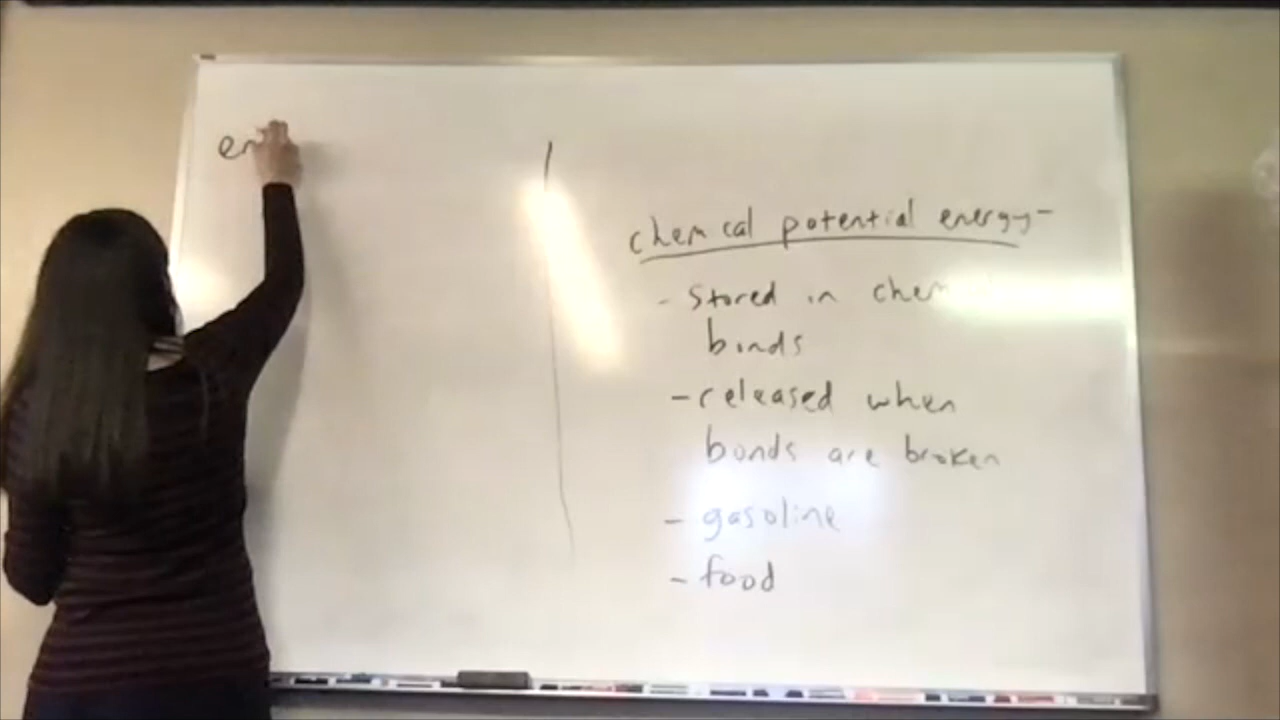 en
chemical potential energy-
- Stored in chem
bonds
- released when
bonds are broken
- gasoline
- food